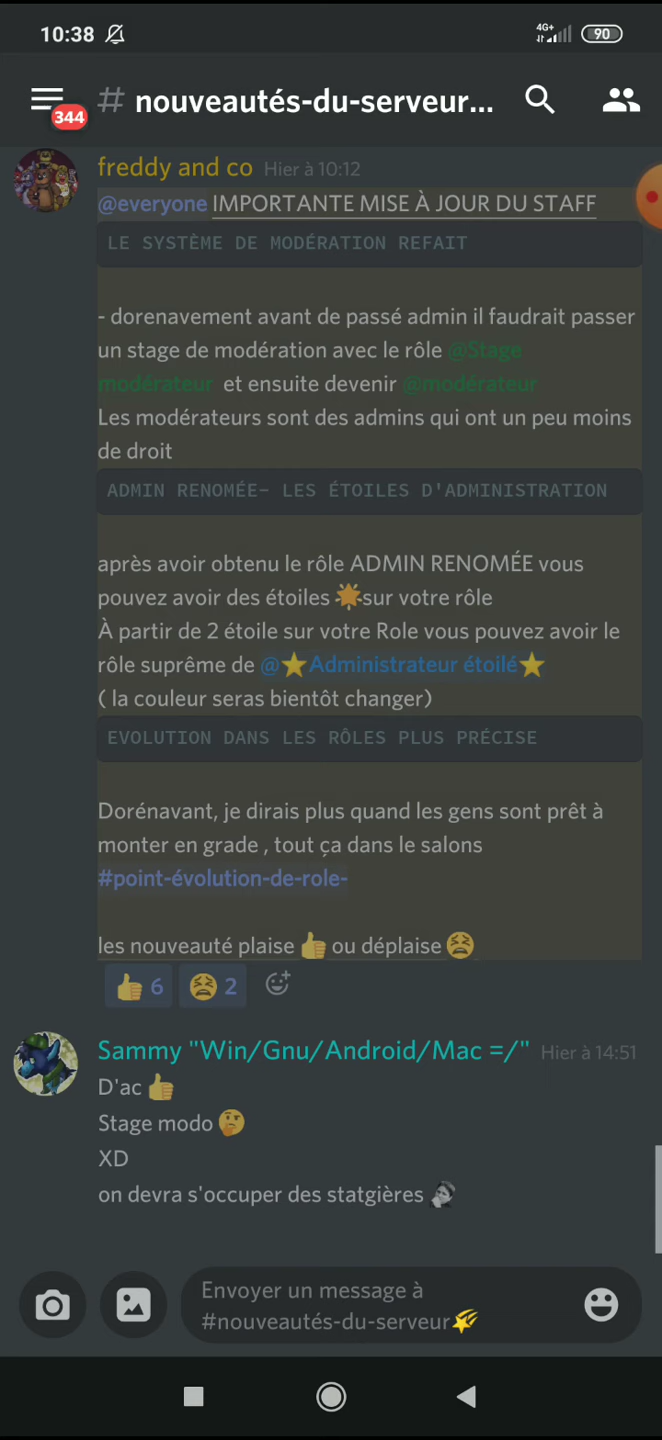 10:38
4G+
90
344
# nouveautés-du-serveur...
freddy and co Hier à 10:12
@everyone IMPORTANTE MISE À JOUR DU STAFF
LE SYSTÈME DE MODÉRATION REFAIT
- dorenavement avant de passé admin il faudrait passer
un stage de modération avec le rôle @Stage
modérateur et ensuite devenir @modérateur
Les modérateurs sont des admins qui ont un peu moins
de droit
ADMIN RENOMÉE- LES ÉTOILES D'ADMINISTRATION
après avoir obtenu le rôle ADMIN RENOMÉE vous
pouvez avoir des étoiles 🌟sur votre rôle
À partir de 2 étoile sur votre Role vous pouvez avoir le
rôle suprême de @⭐Administrateur étoilé⭐
( la couleur seras bientôt changer)
EVOLUTION DANS LES RÔLES PLUS PRÉCISE
Dorénavant, je dirais plus quand les gens sont prêt à
monter en grade , tout ça dans le salons
#point-évolution-de-role-
les nouveauté plaise 👍 ou déplaise 😫
👍 6 😫 2
Sammy "Win/Gnu/Android/Mac =/" Hier à 14:51
D'ac 👍
Stage modo 🤔
XD
on devra s'occuper des statgières
Envoyer un message à
#nouveautés-du-serveur🌠